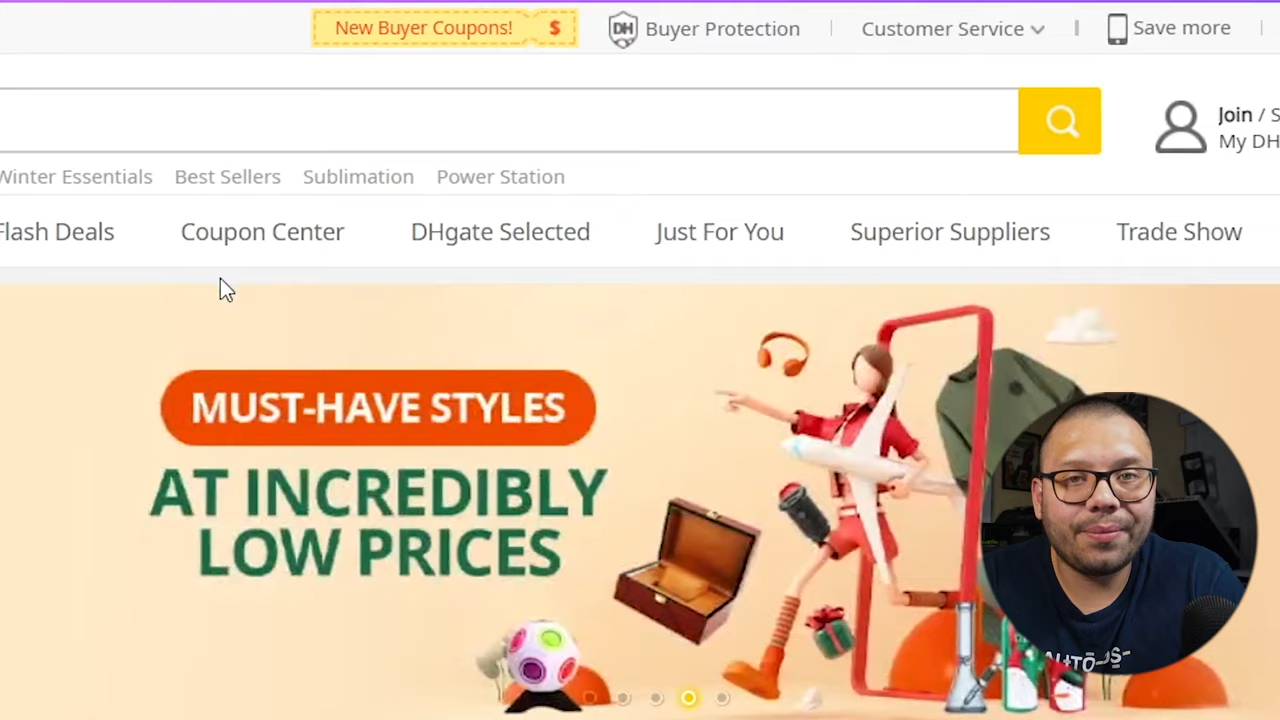 New Buyer Coupons! $ DH Buyer Protection Customer Service Save more
Join /
My DH
Winter Essentials Best Sellers Sublimation Power Station
Flash Deals Coupon Center DHgate Selected Just For You Superior Suppliers Trade Show
MUST-HAVE STYLES
AT INCREDIBLY
LOW PRICES